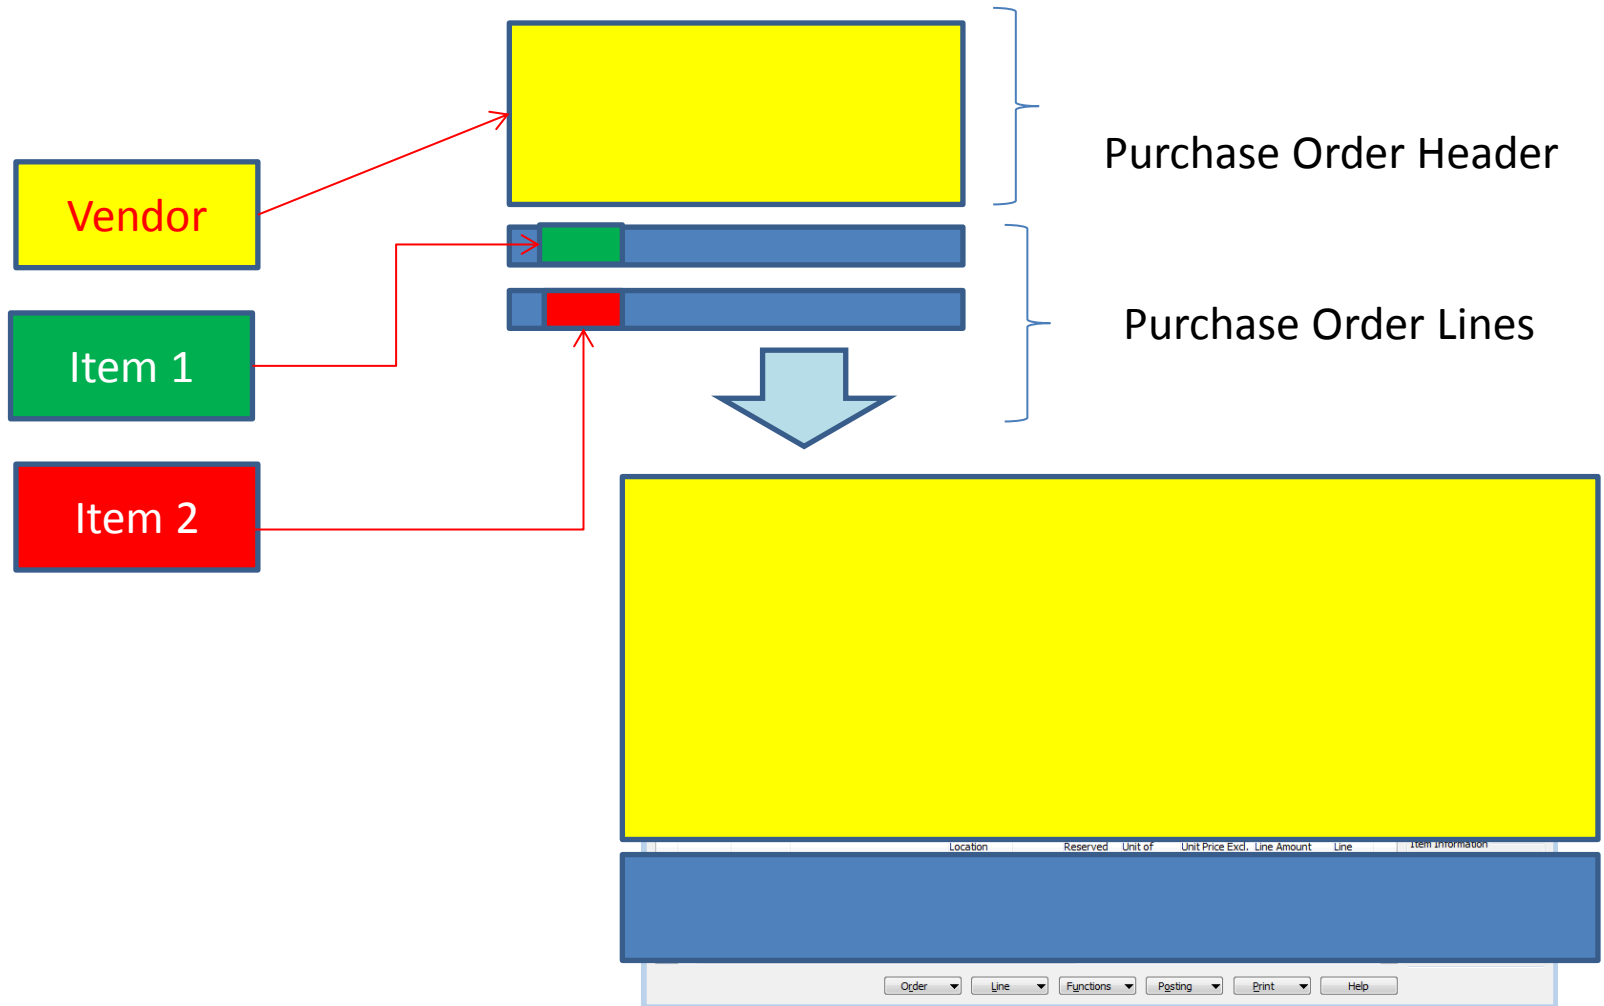 Purchase Order Header
Vendor
Purchase Order Lines
Item 1
Item 2
Location Reserved Unit of Unit Price Excl. Line Amount Line Item Information
Order Line Functions Posting Print Help